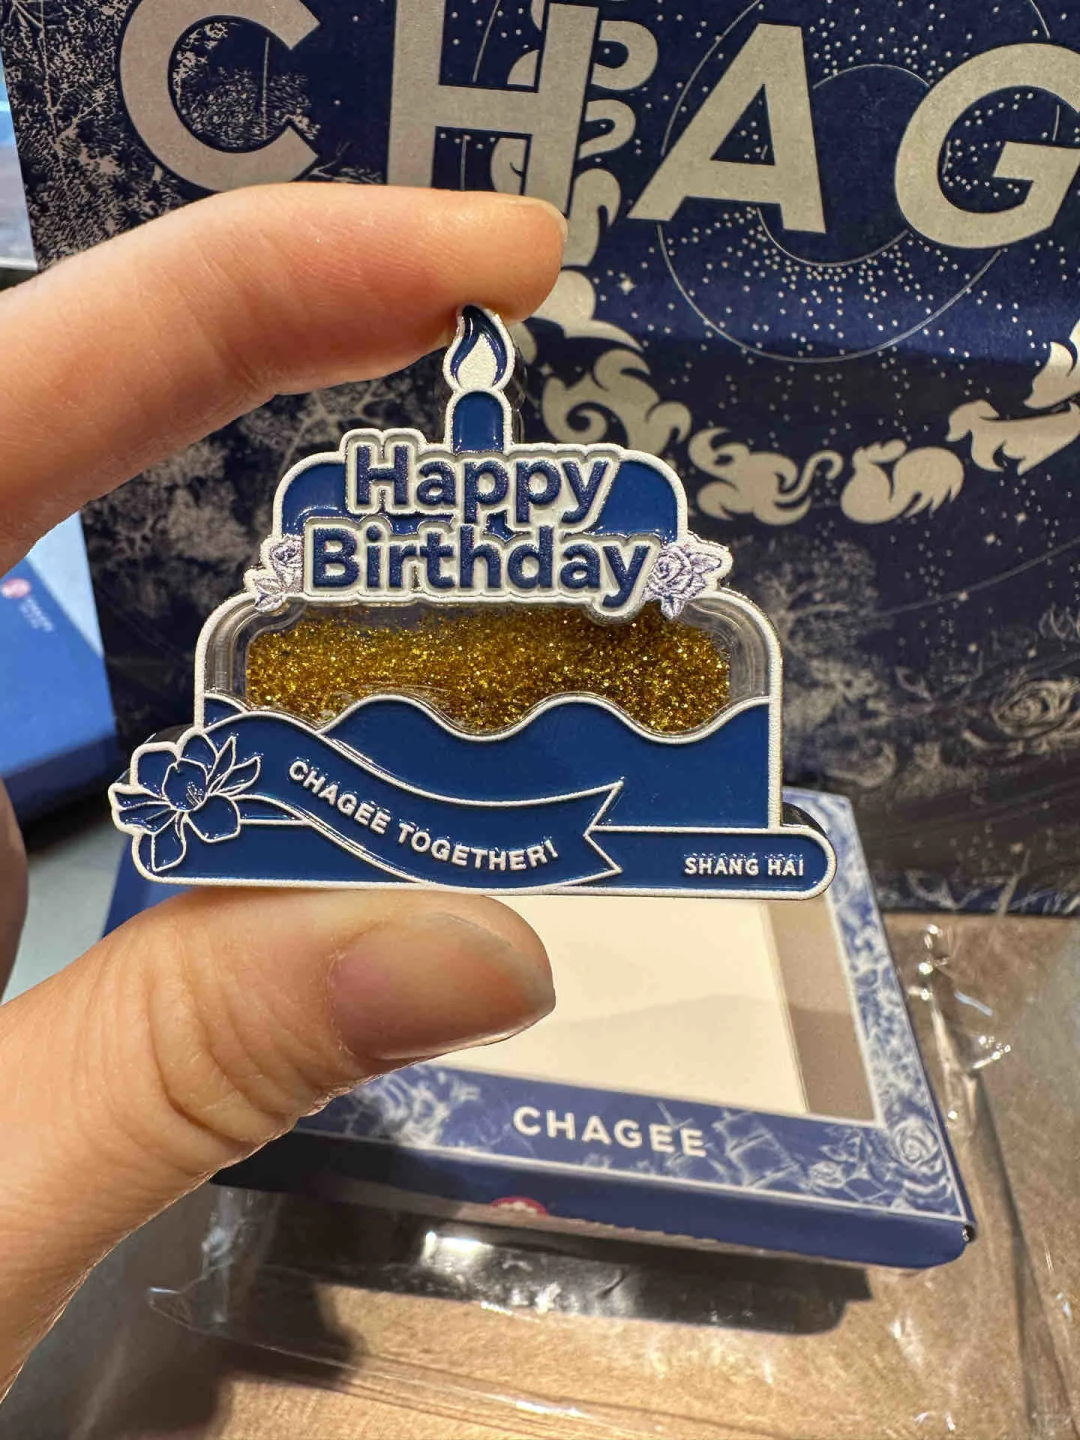 CHAG
Happy
Birthday
CHAGEE TOGETHER!
SHANG HAI
CHAGEE